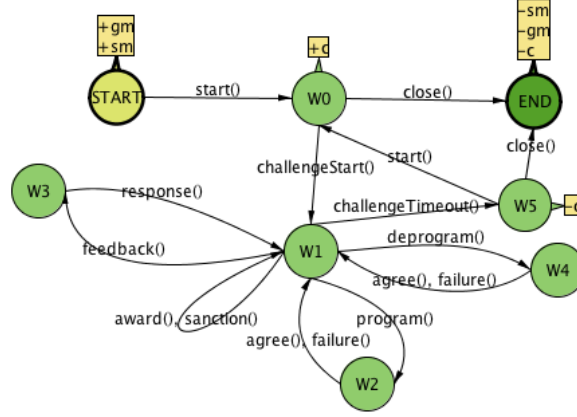 +gm
+sm
+c
-sm
-gm
-c
START
start()
W0
close()
END
challengeStart()
start()
close()
W3
response()
challengeTimeout()
W5
-c
feedback()
W1
deprogram()
W4
agree(), failure()
award(), sanction()
program()
agree(), failure()
W2